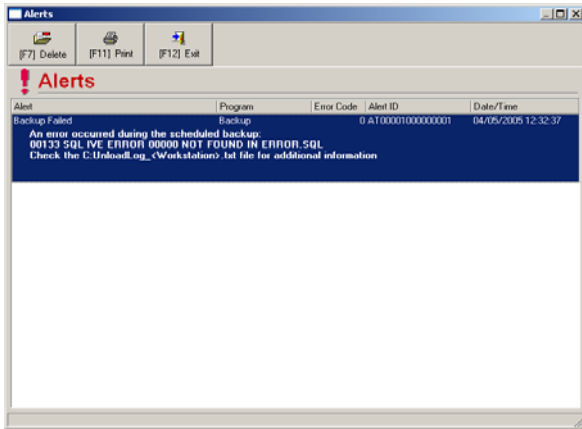 Alerts
[F7] Delete [F11] Print [F12] Exit
! Alerts
Alert Program Error Code Alert ID Date/Time
Backup Failed Backup 0 AT00001000000001 04/05/2005 12:32:37
An error occurred during the scheduled backup:
00133 SQL IVE ERROR 00000 NOT FOUND IN ERROR.SQL
Check the C:UnloadLog_<Workstation>.txt file for additional information